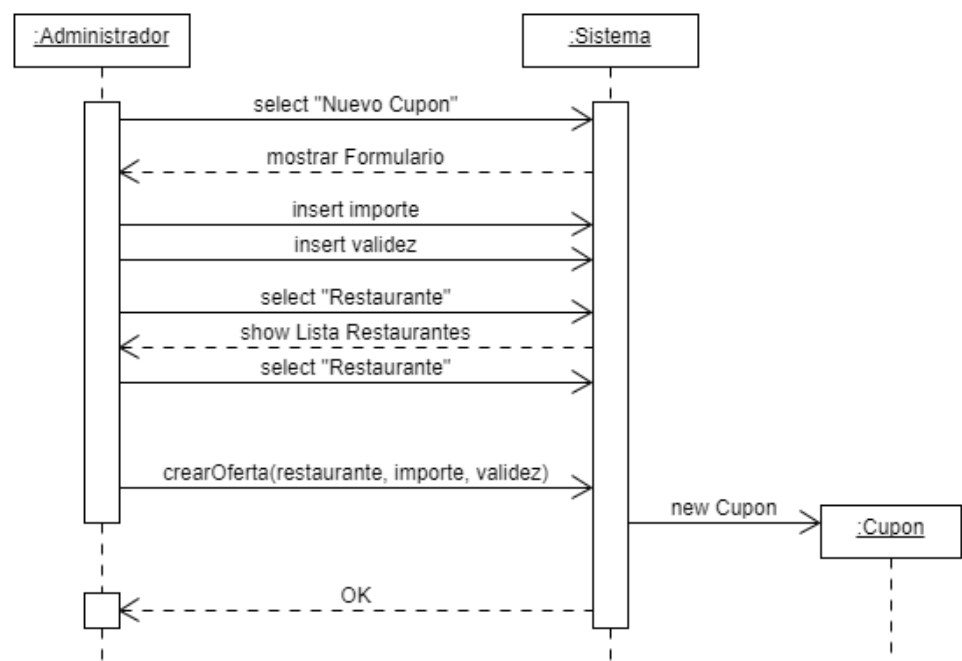 :Administrador
:Sistema
select "Nuevo Cupon"
mostrar Formulario
insert importe
insert validez
select "Restaurante"
show Lista Restaurantes
select "Restaurante"
crearOferta(restaurante, importe, validez)
new Cupon
:Cupon
OK